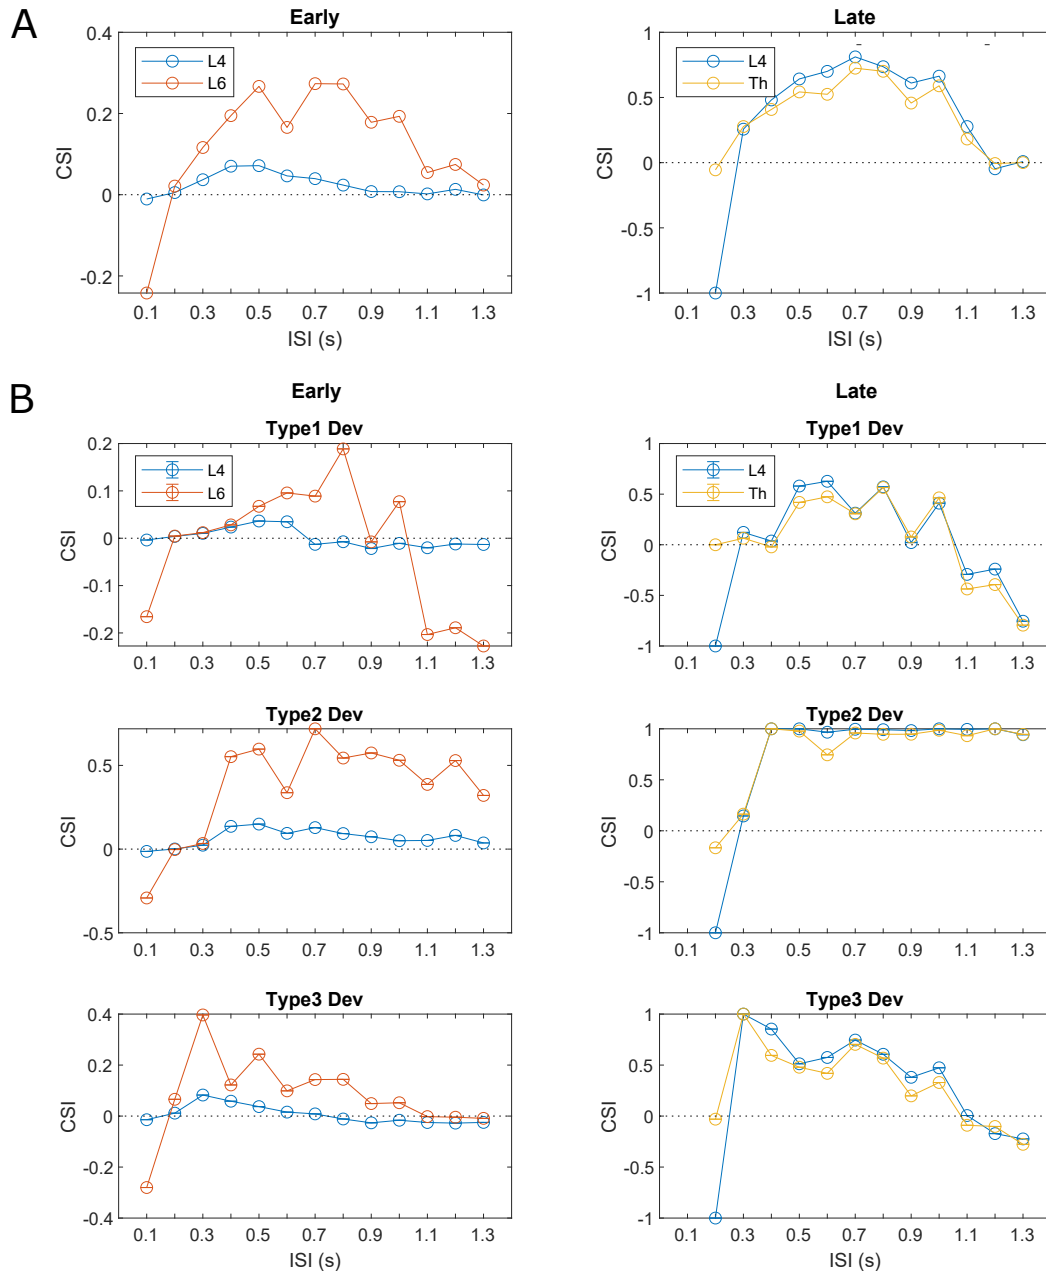 A
Early
Late
0.4
0.2
0
-0.2
CSI
L4
L6
0.1 0.3 0.5 0.7 0.9 1.1 1.3
ISI (s)
1
0.5
0
-0.5
-1
CSI
L4
Th
0.1 0.3 0.5 0.7 0.9 1.1 1.3
ISI (s)
B
Early
Late
Type1 Dev
0.2
0.1
0
-0.1
-0.2
CSI
L4
L6
0.1 0.3 0.5 0.7 0.9 1.1 1.3
Type1 Dev
1
0.5
0
-0.5
-1
CSI
L4
Th
0.1 0.3 0.5 0.7 0.9 1.1 1.3
Type2 Dev
0.5
0
-0.5
CSI
0.1 0.3 0.5 0.7 0.9 1.1 1.3
Type2 Dev
1
0.5
0
-0.5
-1
CSI
0.1 0.3 0.5 0.7 0.9 1.1 1.3
Type3 Dev
0.4
0.2
0
-0.2
-0.4
CSI
0.1 0.3 0.5 0.7 0.9 1.1 1.3
ISI (s)
Type3 Dev
1
0.5
0
-0.5
-1
CSI
0.1 0.3 0.5 0.7 0.9 1.1 1.3
ISI (s)